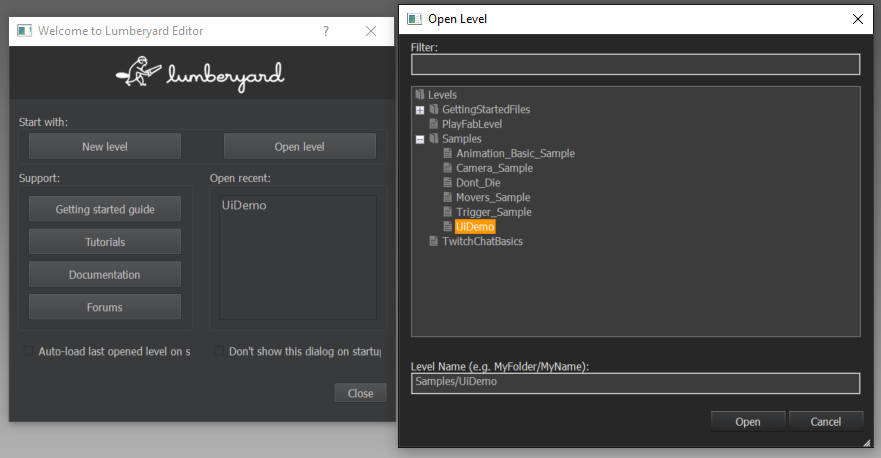 Welcome to Lumberyard Editor
?
lumberyard
Start with:
New level
Open level
Support:
Getting started guide
Tutorials
Documentation
Forums
Open recent:
UiDemo
Auto-load last opened level on s
Don't show this dialog on startup
Close
Open Level
Filter:
Levels
GettingStartedFiles
PlayFabLevel
Samples
Animation_Basic_Sample
Camera_Sample
Dont_Die
Movers_Sample
Trigger_Sample
UiDemo
TwitchChatBasics
Level Name (e.g. MyFolder/MyName):
Samples/UiDemo
Open
Cancel